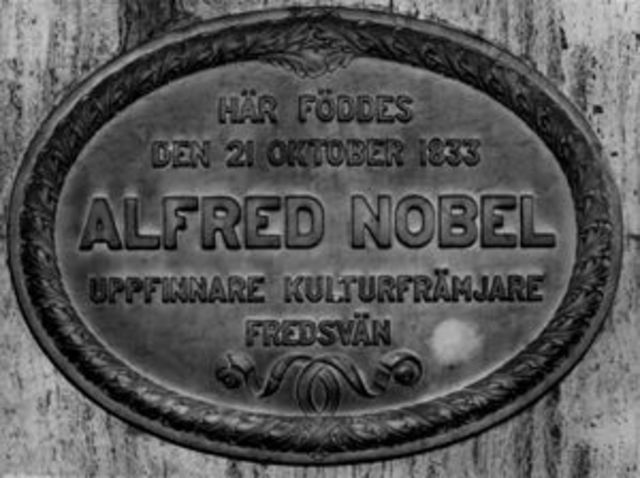 HÄR FÖDDES
DEN 21 OKTOBER 1833
ALFRED NOBEL
UPPFINNARE KULTURFRÄMJARE
FREDSVÄN